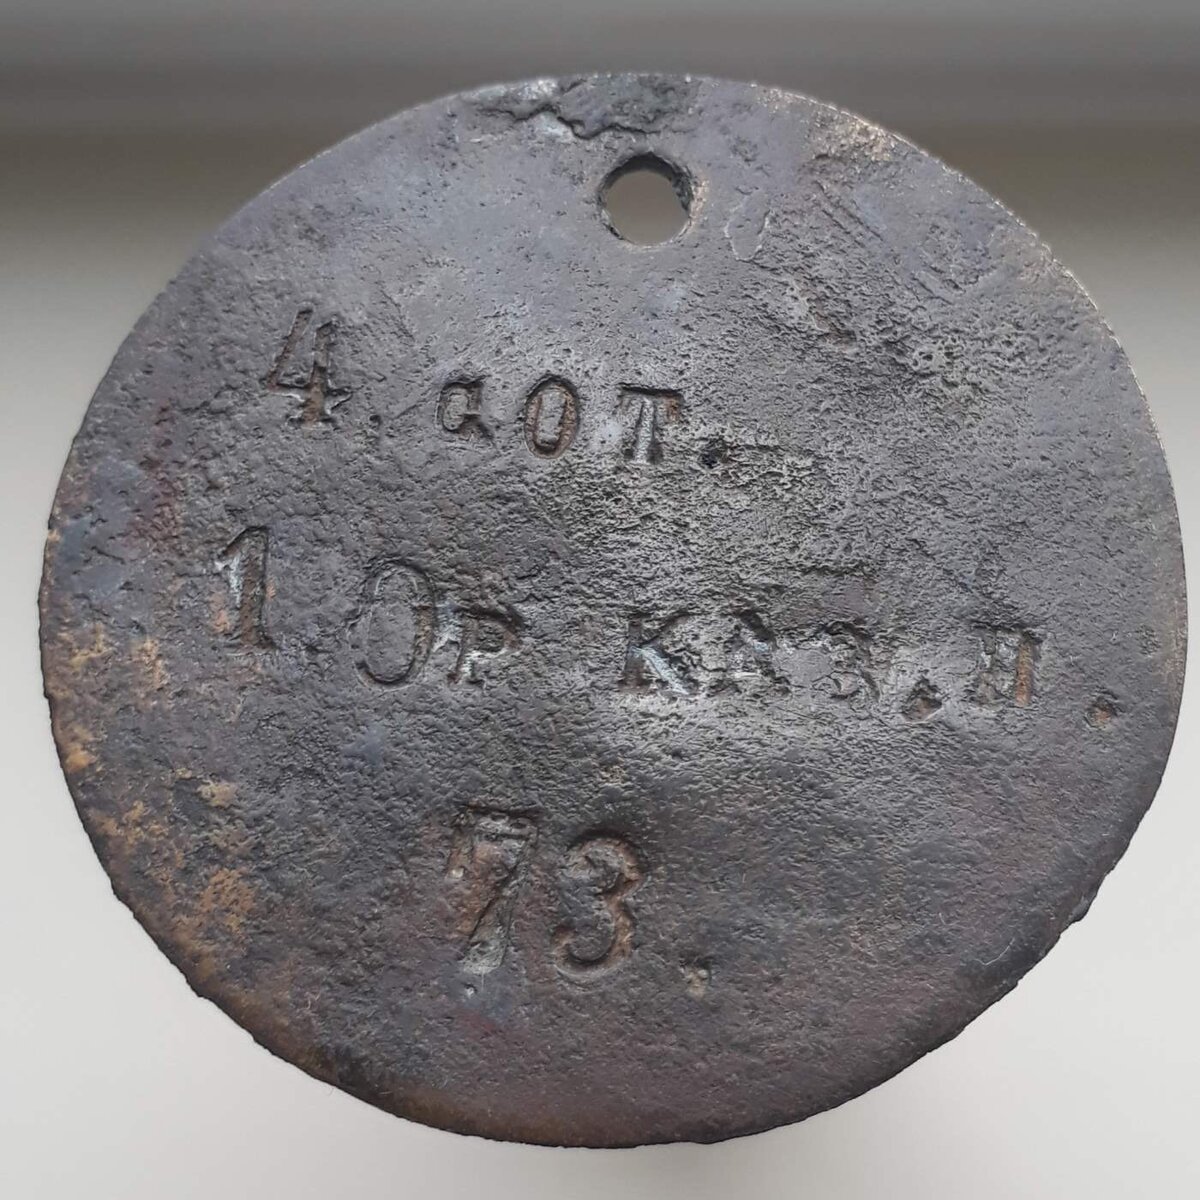 4. сот.
1 Ор каз. п.
73.